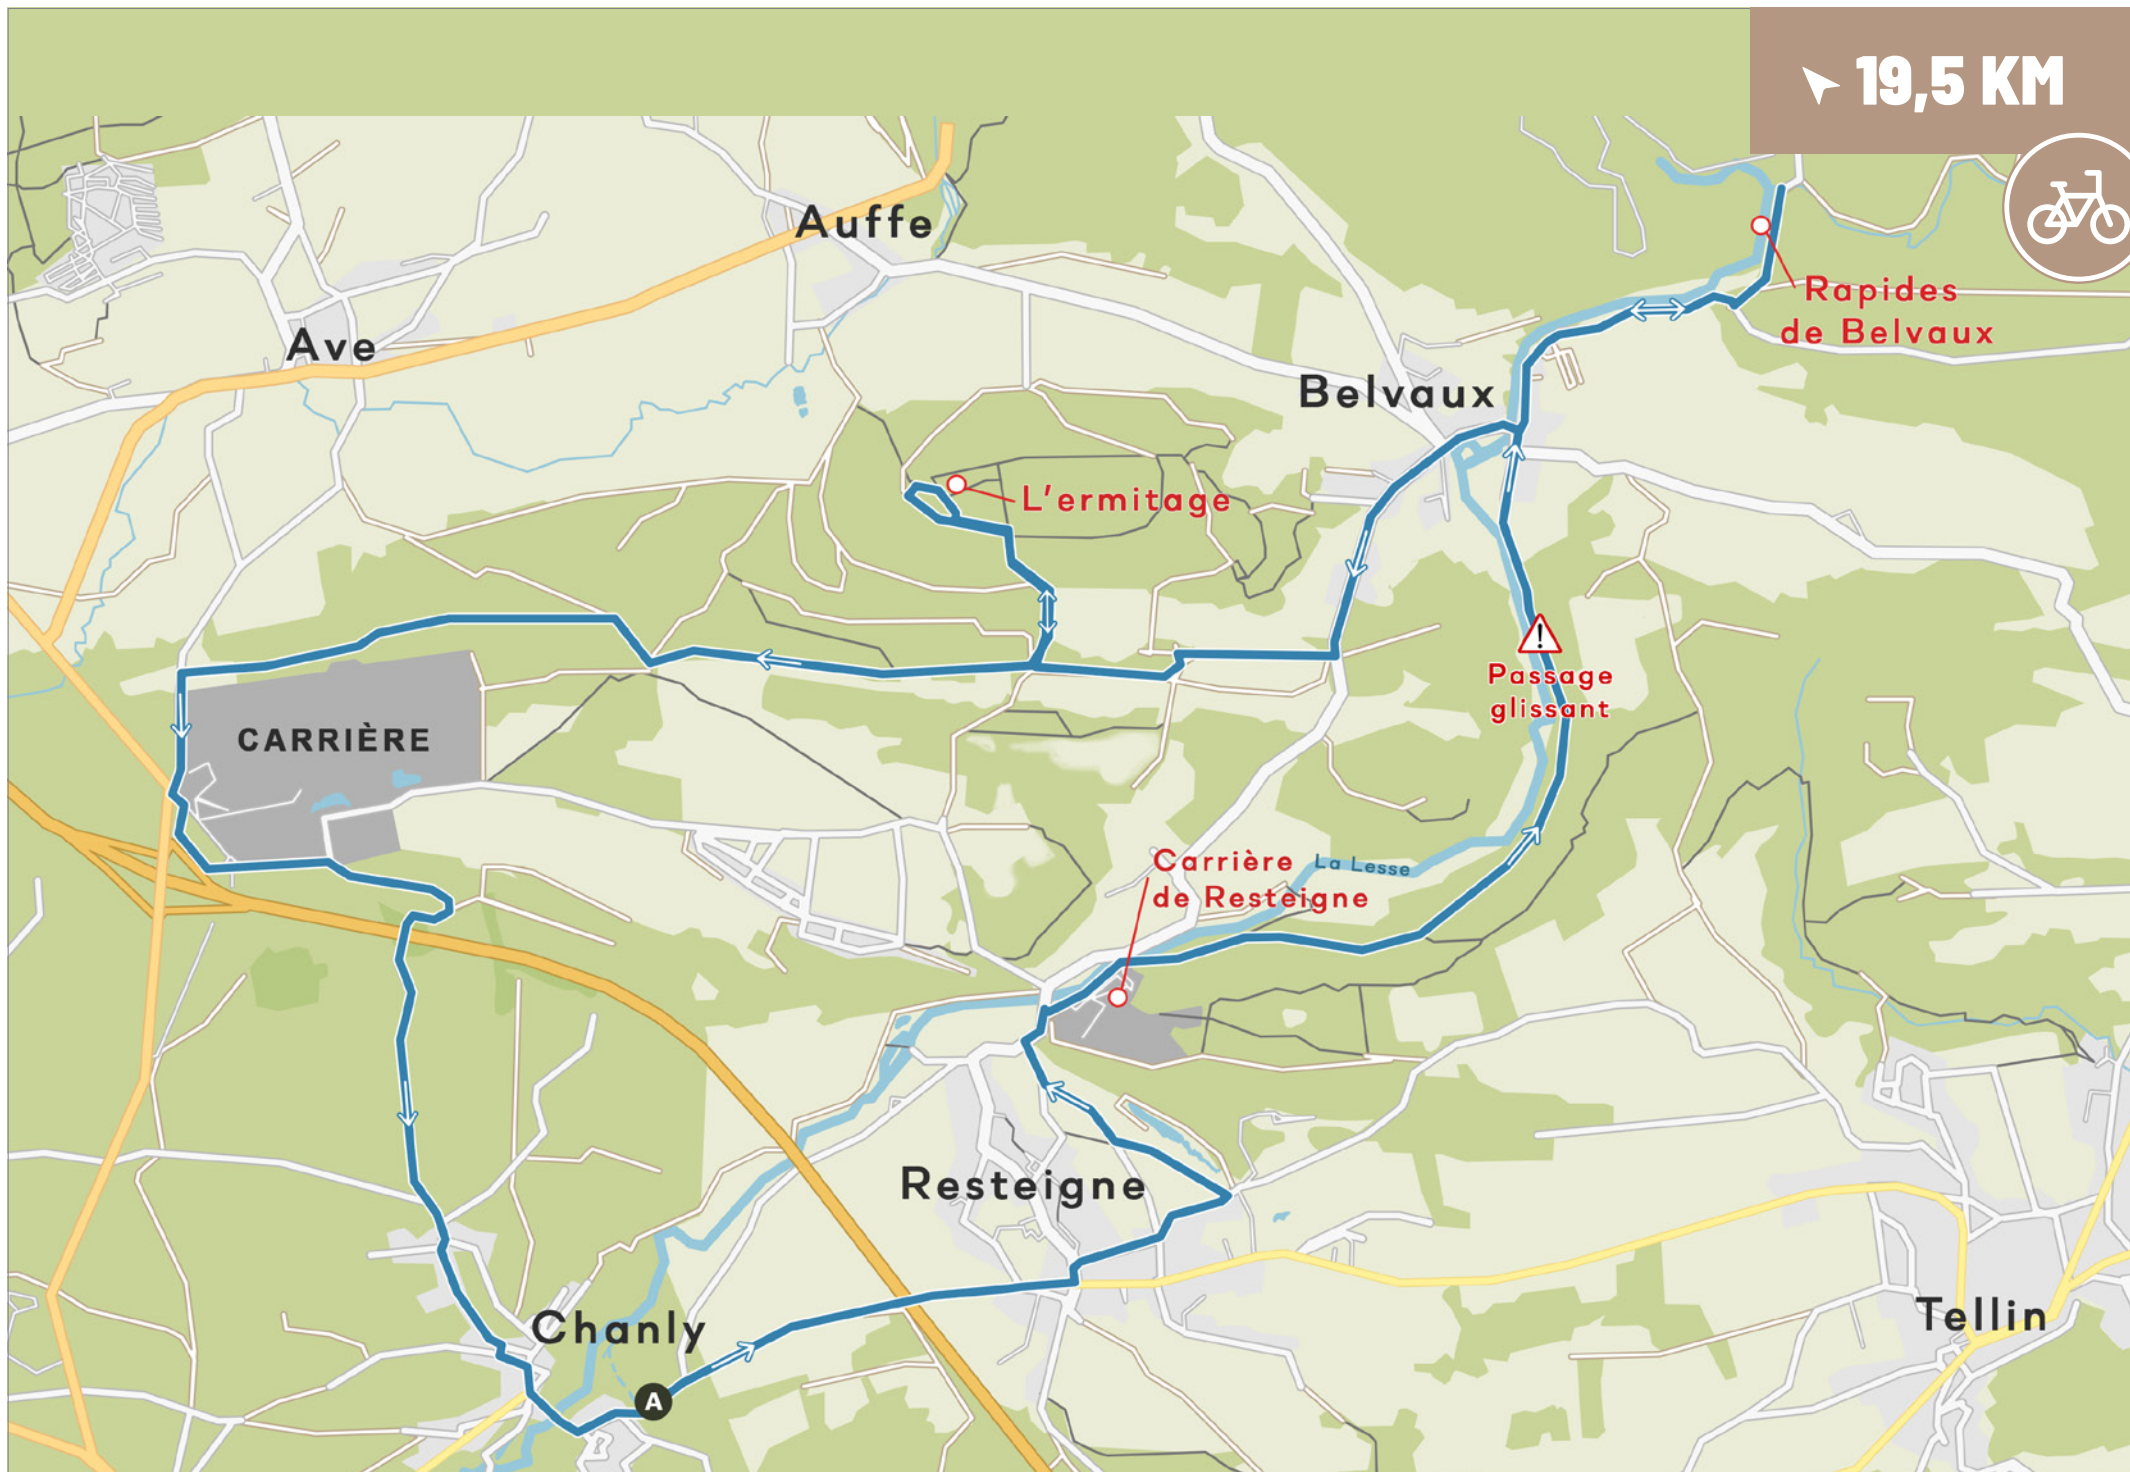 19,5 KM
Auffe
Rapides
de Belvaux
Ave
Belvaux
L'ermitage
Passage
glissant
CARRIÈRE
Carrière
de Resteigne
La Lesse
Resteigne
Chanly
Tellin
A